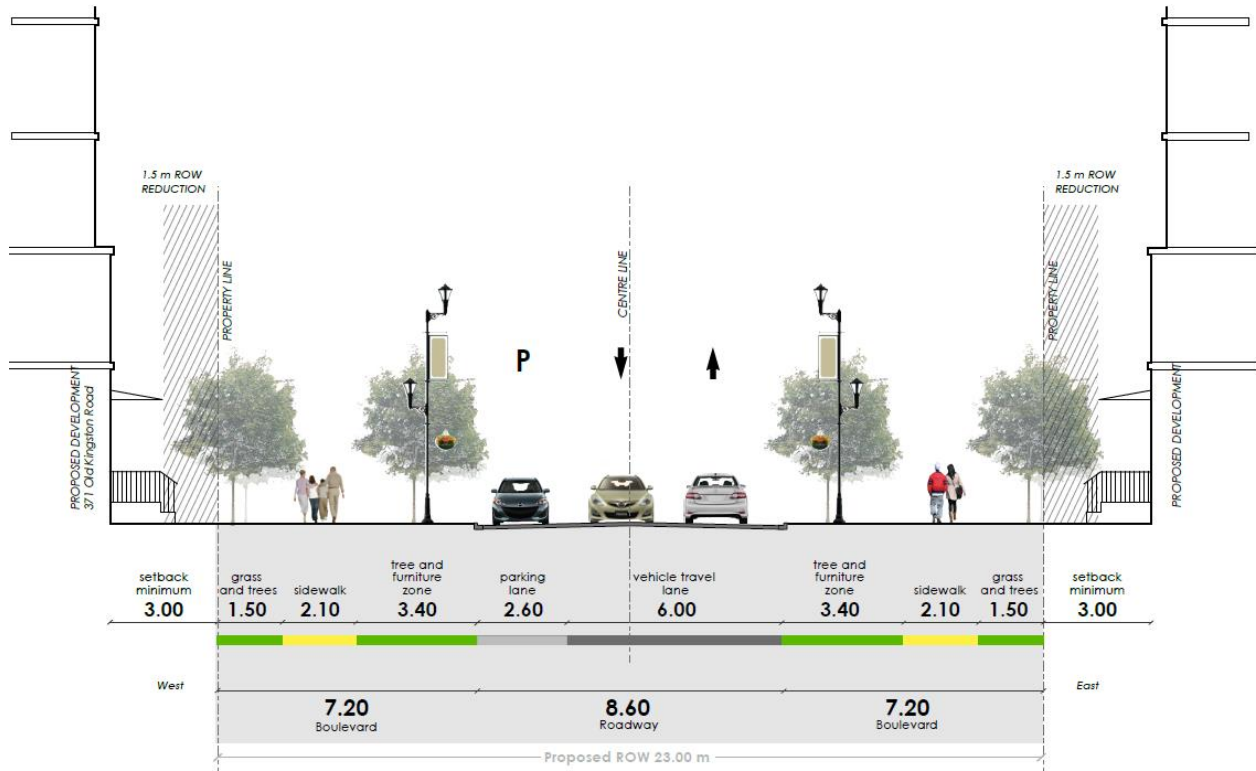 1.5 m ROW
REDUCTION
1.5 m ROW
REDUCTION
PROPERTY LINE
CENTRE LINE
PROPERTY LINE
P
PROPOSED DEVELOPMENT
371 Old Kingston Road
PROPOSED DEVELOPMENT
setback
minimum
3.00
grass
and trees
1.50
sidewalk
2.10
tree and
furniture
zone
3.40
parking
lane
2.60
vehicle travel
lane
6.00
tree and
furniture
zone
3.40
sidewalk
2.10
grass
and trees
1.50
setback
minimum
3.00
West
East
7.20
Boulevard
8.60
Roadway
7.20
Boulevard
Proposed ROW 23.00 m